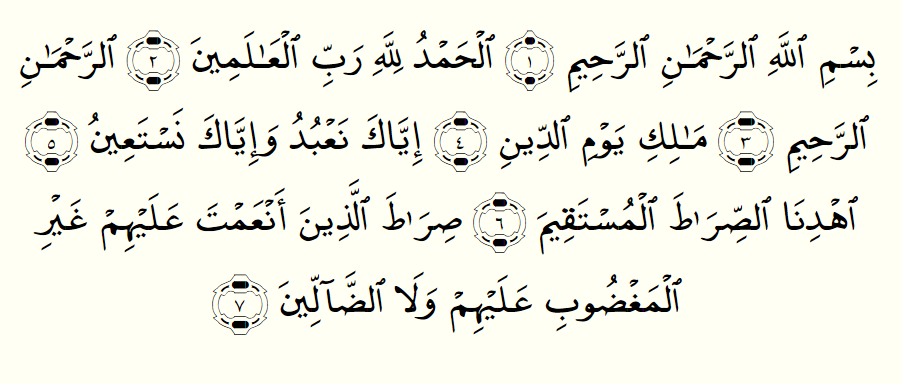 بِسْمِ ٱللَّهِ ٱلرَّحْمَـٰنِ ٱلرَّحِيمِ ۝١ ٱلْحَمْدُ لِلَّهِ رَبِّ ٱلْعَـٰلَمِينَ ۝٢ ٱلرَّحْمَـٰنِ
ٱلرَّحِيمِ ۝٣ مَـٰلِكِ يَوْمِ ٱلدِّينِ ۝٤ إِيَّاكَ نَعْبُدُ وَإِيَّاكَ نَسْتَعِينُ ۝٥
ٱهْدِنَا ٱلصِّرَٰطَ ٱلْمُسْتَقِيمَ ۝٦ صِرَٰطَ ٱلَّذِينَ أَنْعَمْتَ عَلَيْهِمْ غَيْرِ
ٱلْمَغْضُوبِ عَلَيْهِمْ وَلَا ٱلضَّآلِّينَ ۝٧